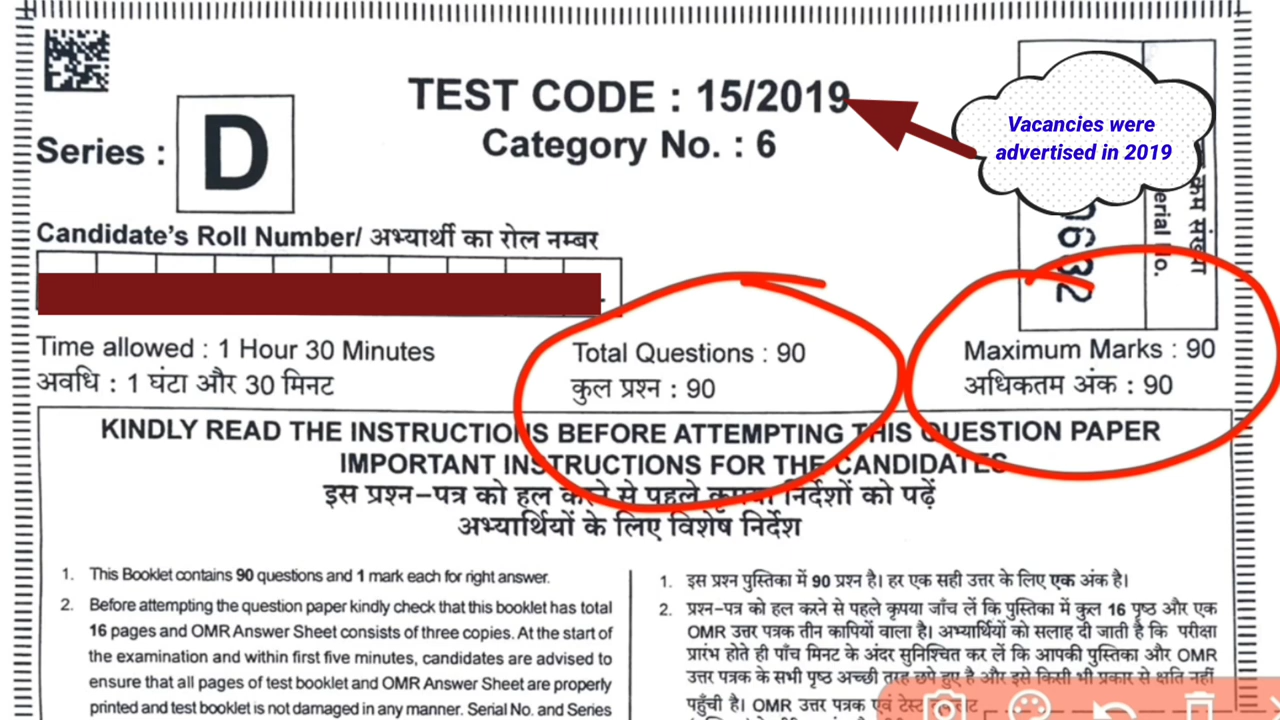 TEST CODE : 15/2019
Category No. : 6
Series :
D
Vacancies were
advertised in 2019
Candidate's Roll Number/ अभ्यार्थी का रोल नम्बर
erial No.
Time allowed : 1 Hour 30 Minutes
अवधि : 1 घंटा और 30 मिनट
Total Questions : 90
कुल प्रश्न : 90
Maximum Marks : 90
अधिकतम अंक : 90
KINDLY READ THE INSTRUCTIONS BEFORE ATTEMPTING THIS QUESTION PAPER
IMPORTANT INSTRUCTIONS FOR THE CANDIDATES
इस प्रश्न-पत्र को हल करने से पहले कृपया निर्देशों को पढ़ें
अभ्यार्थियों के लिए विशेष निर्देश
1. This Booklet contains 90 questions and 1 mark each for right answer.
2. Before attempting the question paper kindly check that this booklet has total
16 pages and OMR Answer Sheet consists of three copies. At the start of
the examination and within first five minutes, candidates are advised to
ensure that all pages of test booklet and OMR Answer Sheet are properly
printed and test booklet is not damaged in any manner. Serial No. and Series
1. इस प्रश्न पुस्तिका में 90 प्रश्न है। हर एक सही उत्तर के लिए एक अंक है।
2. प्रश्न-पत्र को हल करने से पहले कृपया जाँच लें कि पुस्तिका में कुल 16 पृष्ठ और एक
OMR उत्तर पत्रक तीन कापियों वाला है। अभ्यार्थियों को सलाह दी जाती है कि परीक्षा
प्रारंभ होते ही पाँच मिनट के अंदर सुनिश्चित कर लें कि आपकी पुस्तिका और OMR
उत्तर पत्रक के सभी पृष्ठ अच्छी तरह छपे हुए है और इसे किसी भी प्रकार से क्षति नहीं
पहुँची है। OMR उत्तर पत्रक एवं